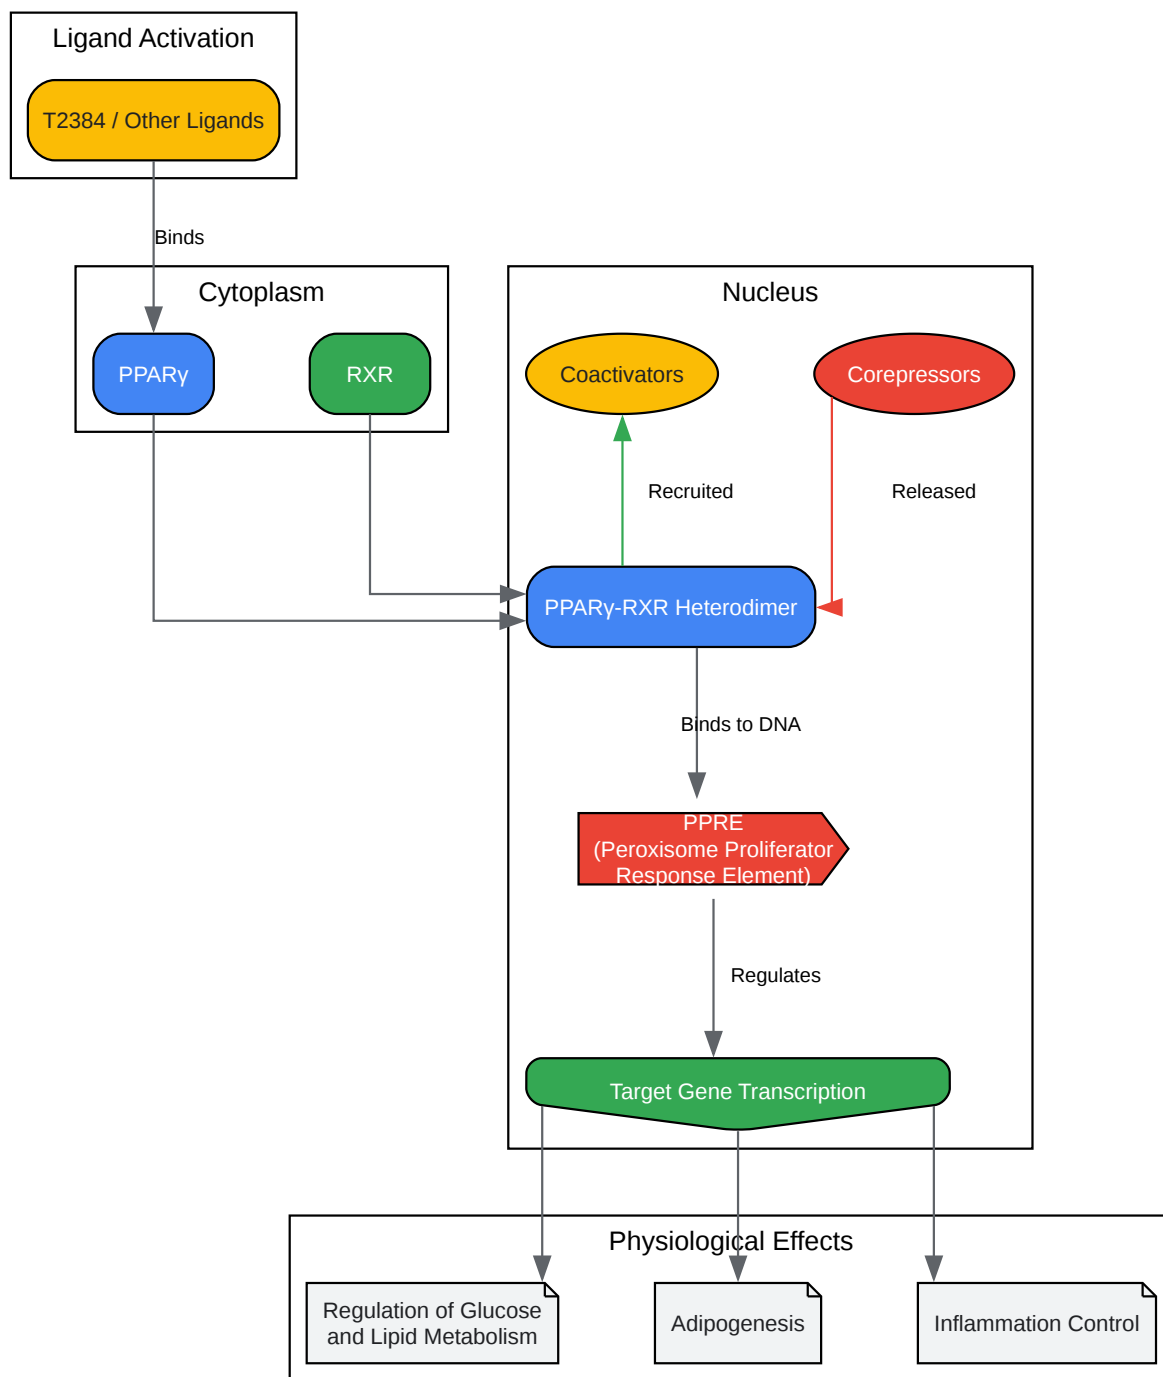 Ligand Activation
T2384 / Other Ligands
Binds
Cytoplasm
PPARγ
RXR
Nucleus
Coactivators
Corepressors
Recruited
Released
PPARγ-RXR Heterodimer
Binds to DNA
PPRE
(Peroxisome Proliferator
Response Element)
Regulates
Target Gene Transcription
Physiological Effects
Regulation of Glucose
and Lipid Metabolism
Adipogenesis
Inflammation Control